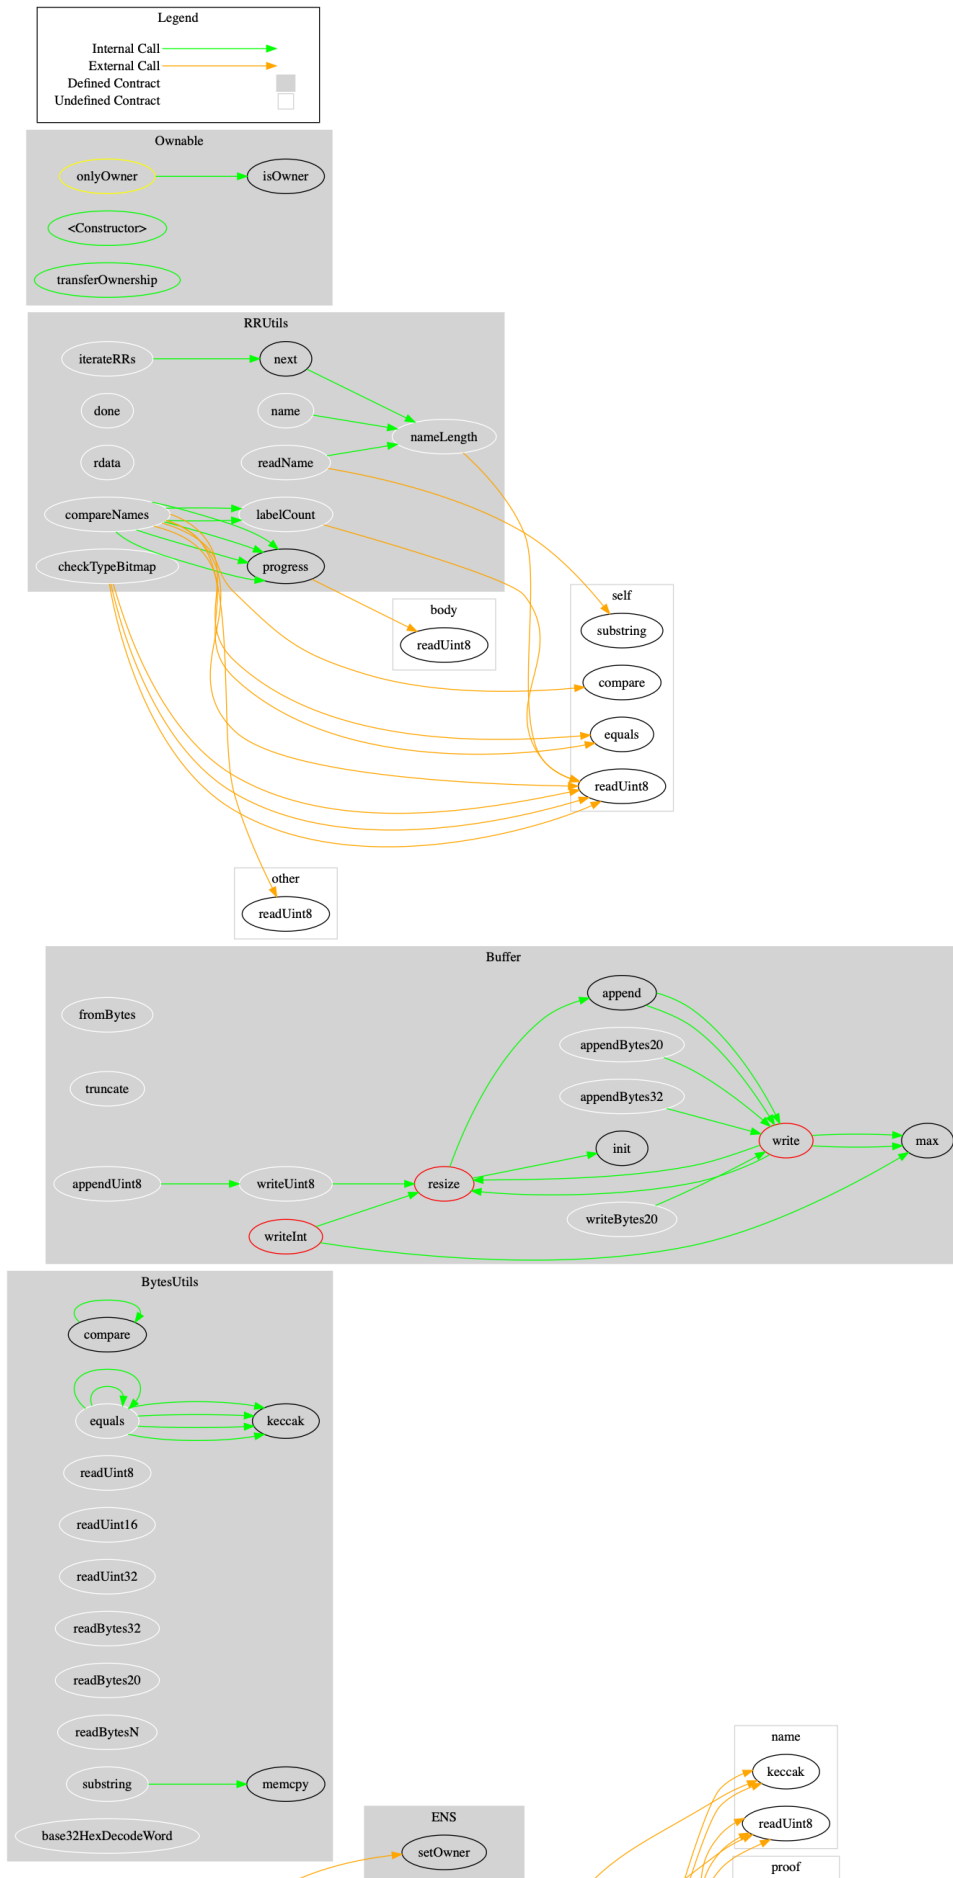 Legend
Internal Call
External Call
Defined Contract
Undefined Contract
Ownable
onlyOwner
isOwner
<Constructor>
transferOwnership
RRUtils
iterateRRs
next
done
name
nameLength
rdata
readName
compareNames
labelCount
checkTypeBitmap
progress
body
readUint8
self
substring
compare
equals
readUint8
other
readUint8
Buffer
fromBytes
append
appendBytes20
truncate
appendBytes32
write
max
init
appendUint8
writeUint8
resize
writeBytes20
writeInt
BytesUtils
compare
equals
keccak
readUint8
readUint16
readUint32
readBytes32
readBytes20
readBytesN
substring
memcpy
base32HexDecodeWord
name
keccak
readUint8
ENS
setOwner
proof